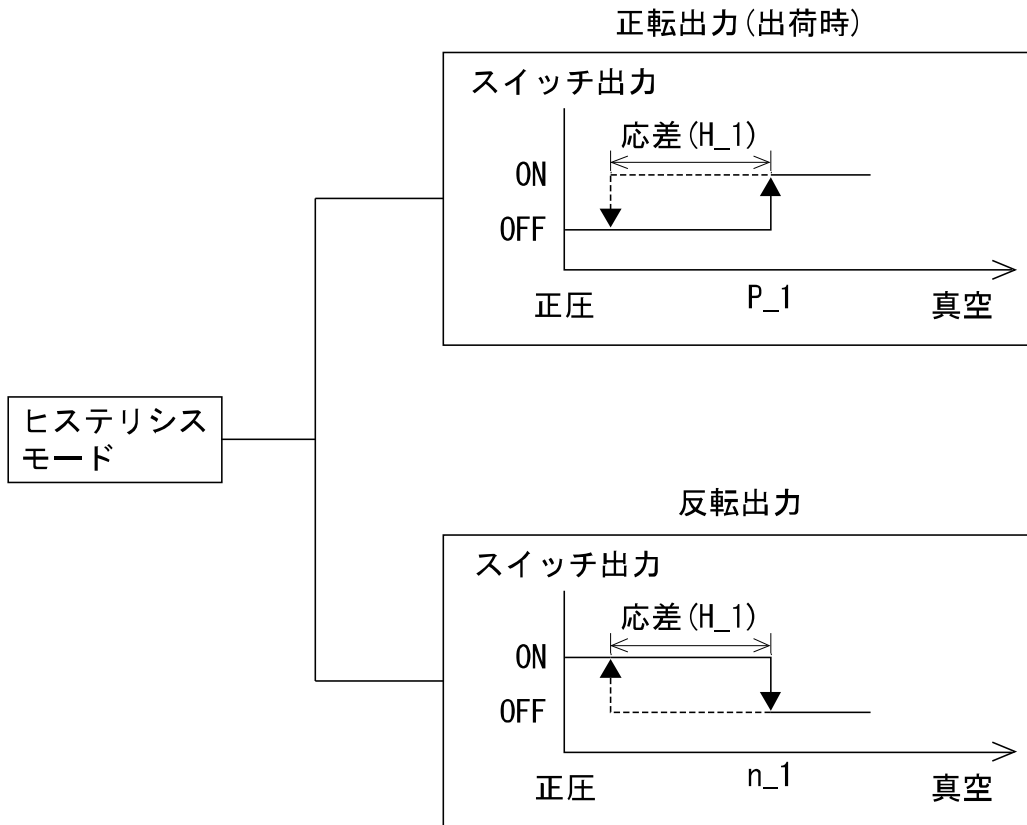 正転出力(出荷時)
スイッチ出力
応差(H_1)
ON
OFF
P_1
正圧
真空
ヒステリシス
モード
反転出力
スイッチ出力
応差(H_1)
ON
OFF
n_1
正圧
真空